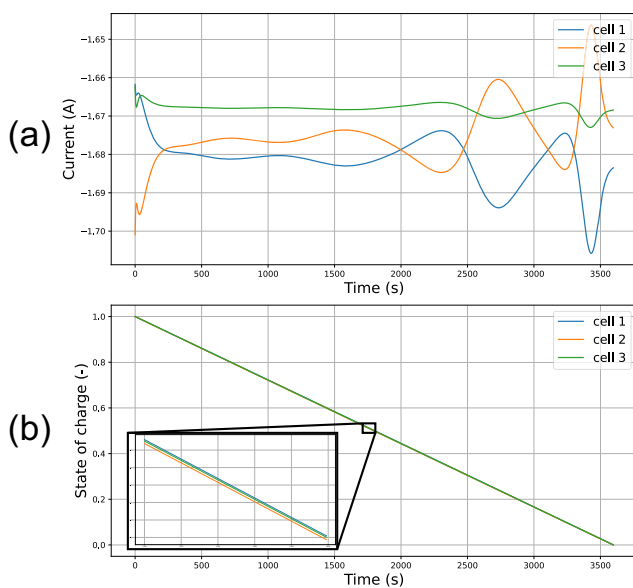 (a)
Current (A)
−1.65
−1.66
−1.67
−1.68
−1.69
−1.70
0 500 1000 1500 2000 2500 3000 3500
Time (s)
cell 1
cell 2
cell 3
(b)
State of charge (-)
1.0
0.8
0.6
0.4
0.2
0.0
0 500 1000 1500 2000 2500 3000 3500
Time (s)
cell 1
cell 2
cell 3